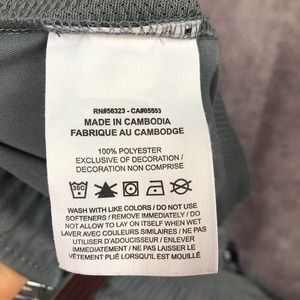 RN#56323 - CA#05553
MADE IN CAMBODIA
FABRIQUE AU CAMBODGE
100% POLYESTER
EXCLUSIVE OF DECORATION /
DECORATION NON COMPRISE
30C
WASH WITH LIKE COLORS / DO NOT USE
SOFTENERS / REMOVE IMMEDIATELY / DO
NOT ALLOW TO LAY ON ITSELF WHEN WET
LAVER AVEC COULEURS SIMILAIRES / NE PAS
UTILISER D'ADOUCISSEUR / ENLEVER
IMMÉDIATEMENT / NE PAS LAISSER LE
VÊTEMENT PLIÉ LORSQU'IL EST MOUILLÉ